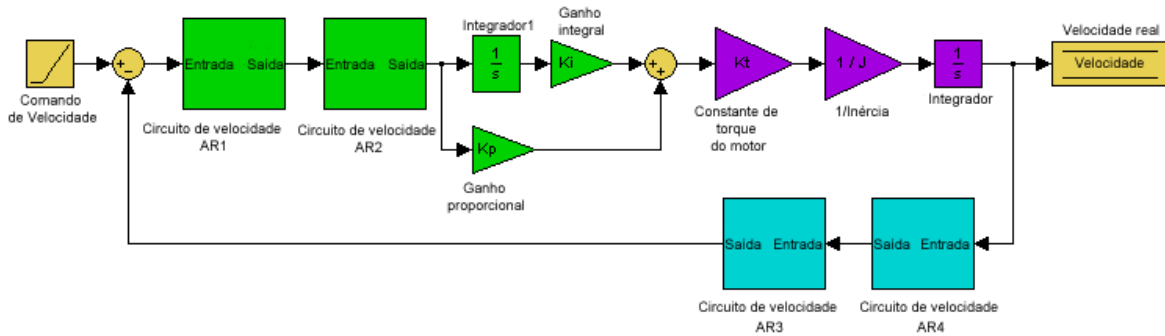 Comando
de Velocidade
+
−
Entrada Saída
Circuito de velocidade
AR1
Entrada Saída
Circuito de velocidade
AR2
Integrador1
1
s
Ganho
integral
Ki
Kp
Ganho
proporcional
+
+
Kt
Constante de
torque
do motor
1 / J
1/Inércia
1
s
Integrador
Velocidade real
Velocidade
Saída Entrada
Circuito de velocidade
AR3
Saída Entrada
Circuito de velocidade
AR4